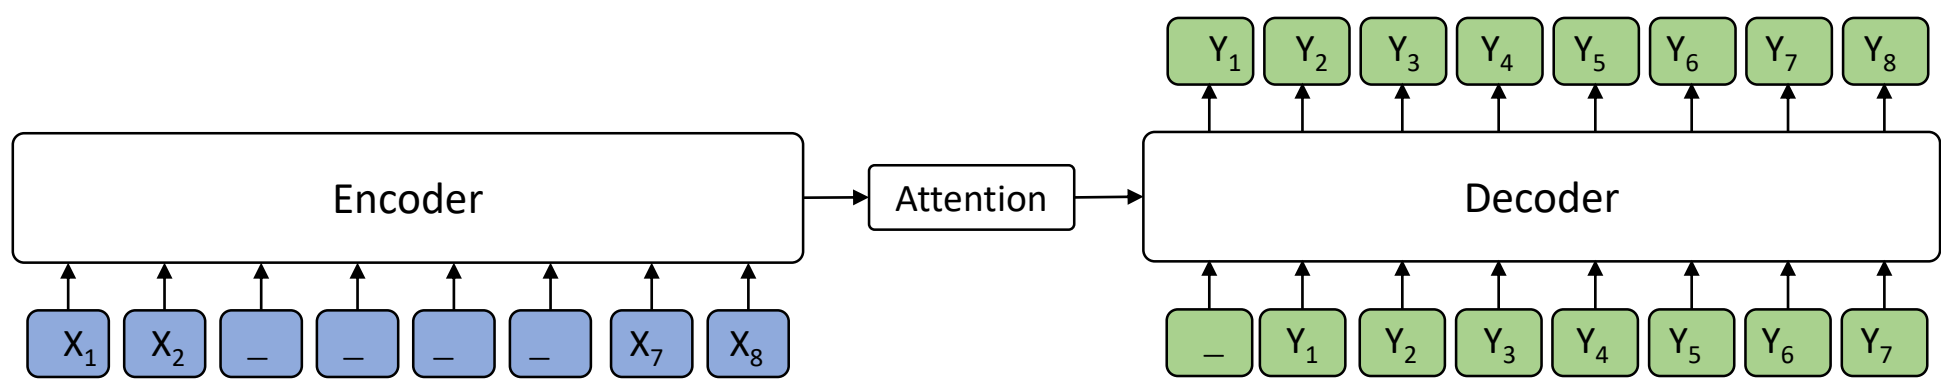 Y₁ Y₂ Y₃ Y₄ Y₅ Y₆ Y₇ Y₈
Encoder Attention Decoder
X₁ X₂ _ _ _ _ X₇ X₈ _ Y₁ Y₂ Y₃ Y₄ Y₅ Y₆ Y₇